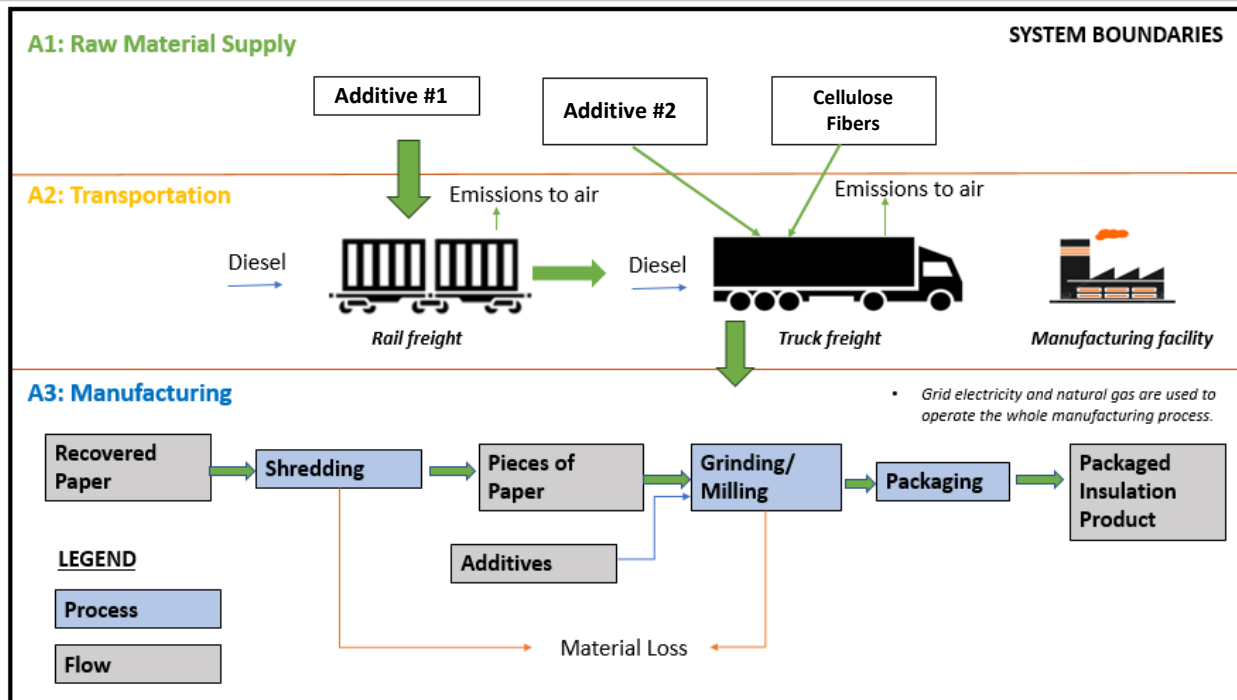 A1: Raw Material Supply
SYSTEM BOUNDARIES
Additive #1
Additive #2
Cellulose
Fibers
A2: Transportation
Emissions to air
Emissions to air
Diesel
Diesel
Rail freight
Truck freight
Manufacturing facility
A3: Manufacturing
• Grid electricity and natural gas are used to
operate the whole manufacturing process.
Recovered
Paper
Shredding
Pieces of
Paper
Grinding/
Milling
Packaging
Packaged
Insulation
Product
Additives
LEGEND
Process
Flow
Material Loss